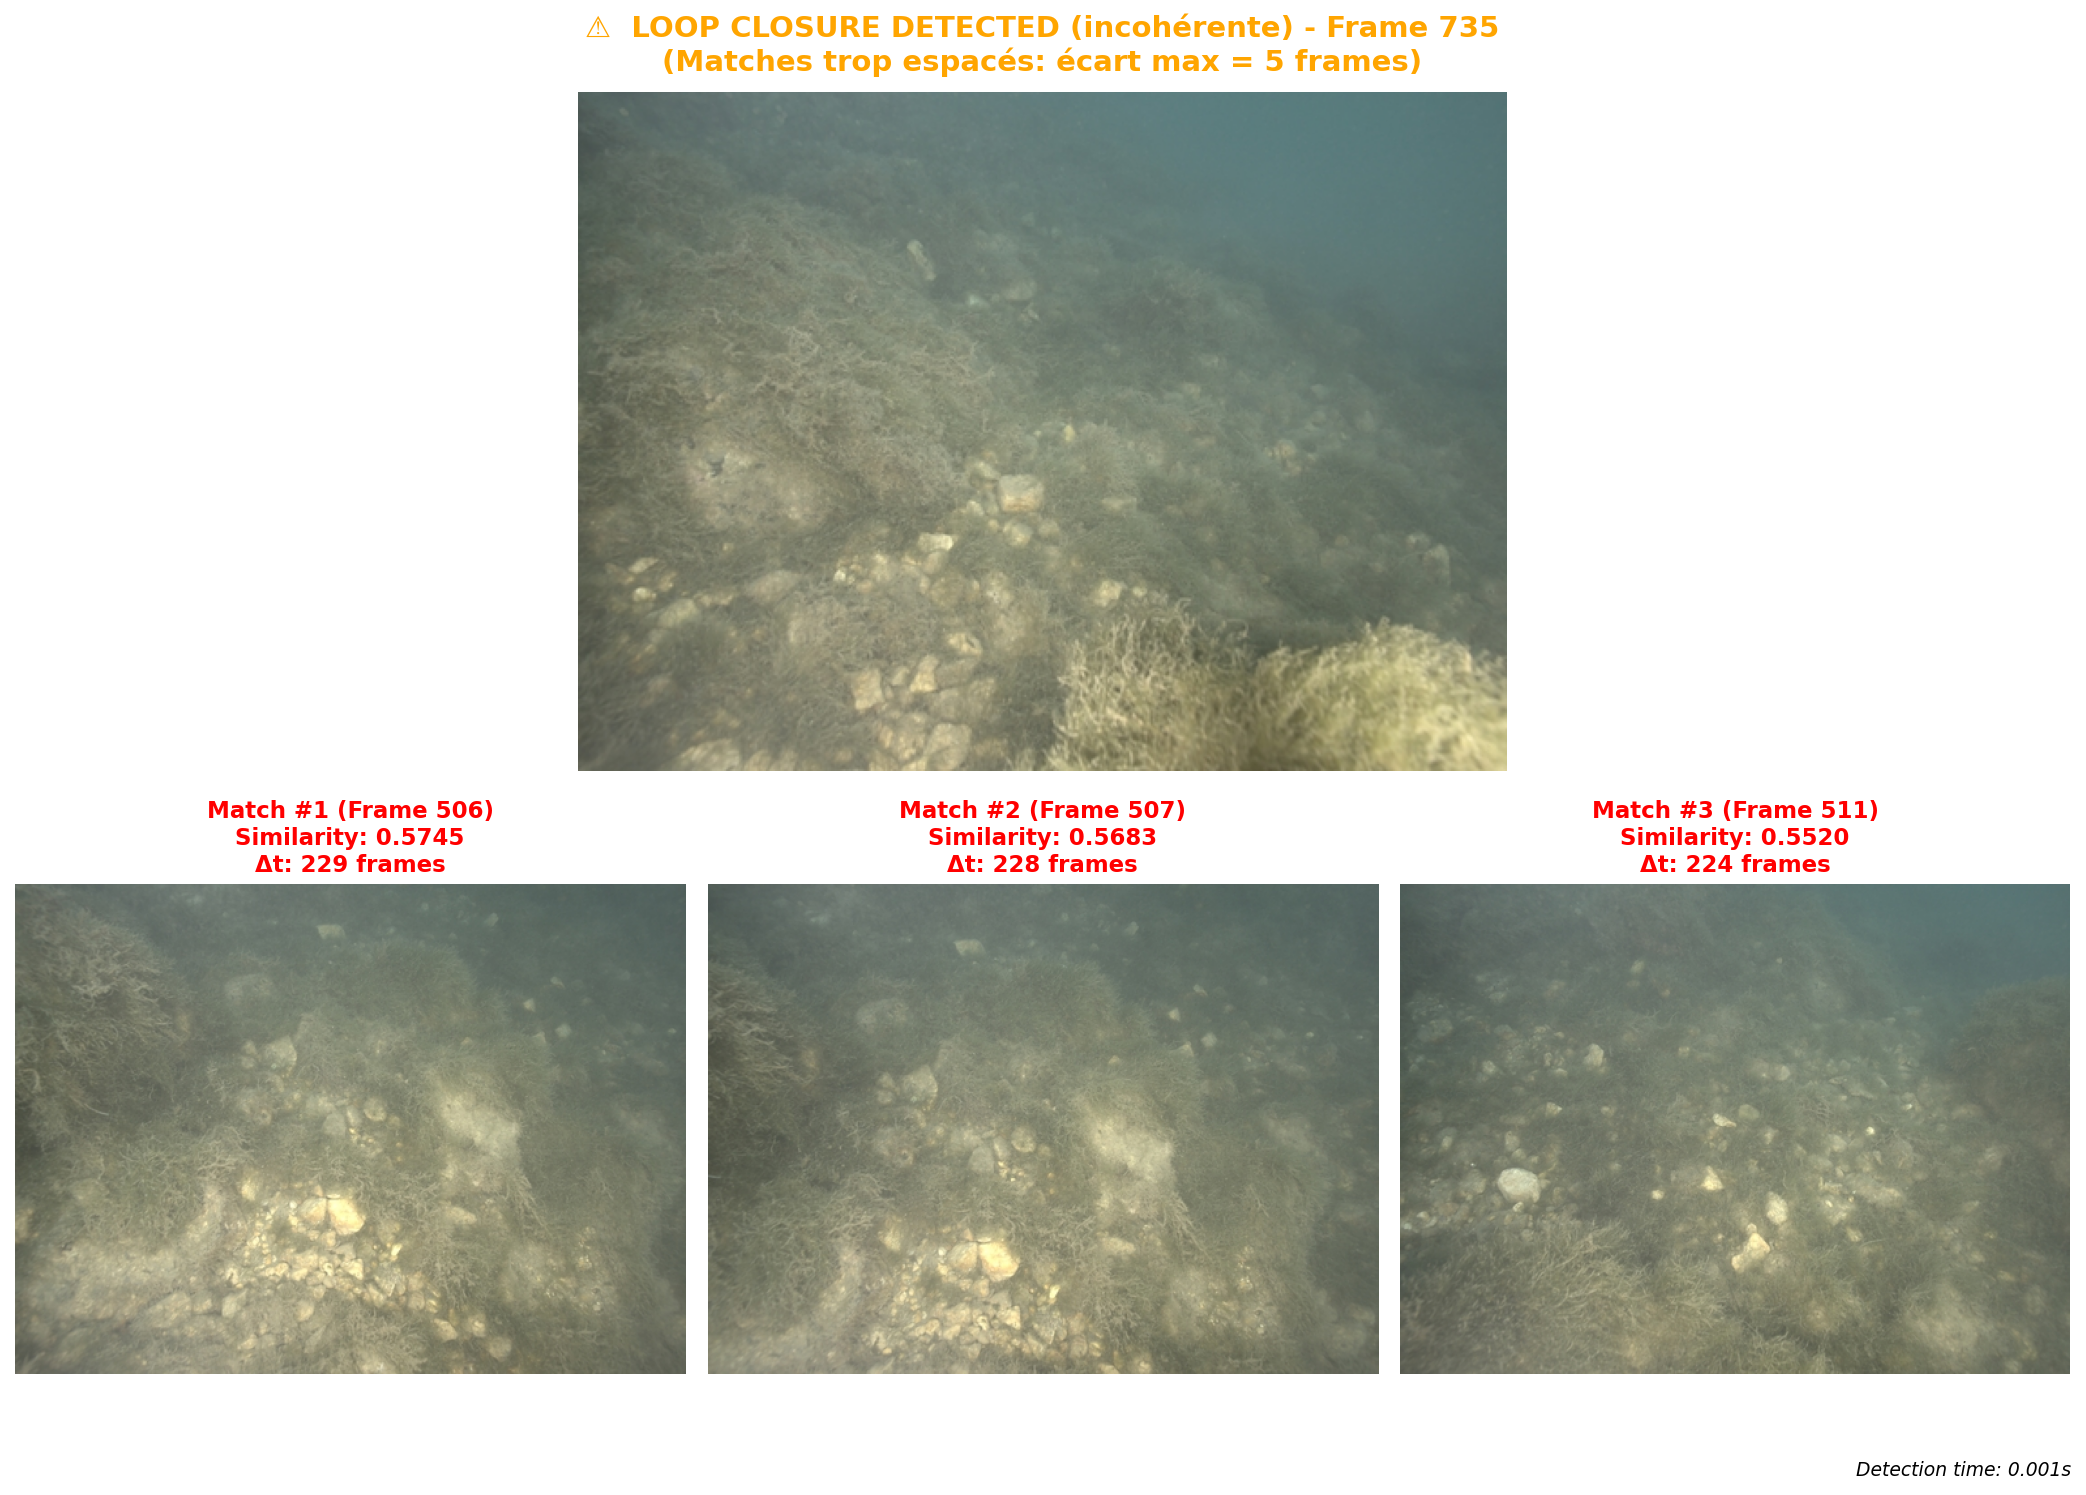 ⚠ LOOP CLOSURE DETECTED (incohérente) - Frame 735
(Matches trop espacés: écart max = 5 frames)
Match #1 (Frame 506)
Similarity: 0.5745
Δt: 229 frames
Match #2 (Frame 507)
Similarity: 0.5683
Δt: 228 frames
Match #3 (Frame 511)
Similarity: 0.5520
Δt: 224 frames
Detection time: 0.001s